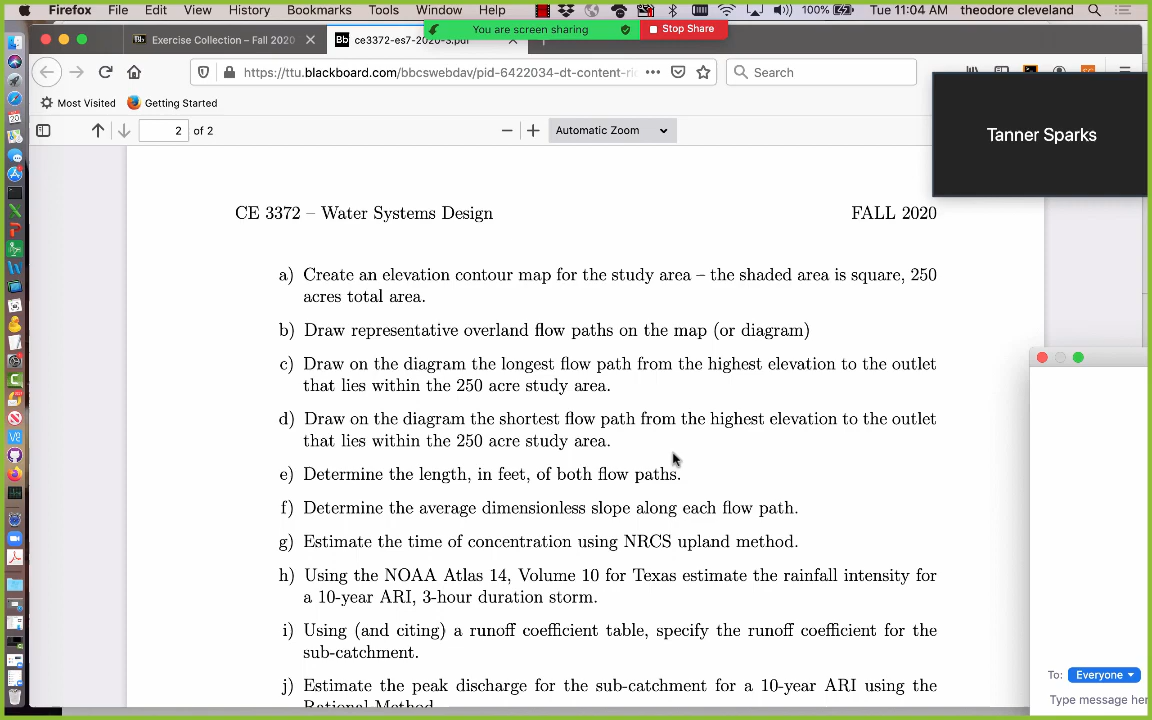 Firefox File Edit View History Bookmarks Tools Window Help 100% Tue 11:04 AM theodore cleveland
You are screen sharing Stop Share
Exercise Collection – Fall 2020
Bb ce3372-es7-2020-3.pdf
https://ttu.blackboard.com/bbcswebdav/pid-6422034-dt-content-ri
Search
Most Visited Getting Started
2 of 2 Automatic Zoom
Tanner Sparks
CE 3372 – Water Systems Design FALL 2020
a) Create an elevation contour map for the study area – the shaded area is square, 250
acres total area.
b) Draw representative overland flow paths on the map (or diagram)
c) Draw on the diagram the longest flow path from the highest elevation to the outlet
that lies within the 250 acre study area.
d) Draw on the diagram the shortest flow path from the highest elevation to the outlet
that lies within the 250 acre study area.
e) Determine the length, in feet, of both flow paths.
f) Determine the average dimensionless slope along each flow path.
g) Estimate the time of concentration using NRCS upland method.
h) Using the NOAA Atlas 14, Volume 10 for Texas estimate the rainfall intensity for
a 10-year ARI, 3-hour duration storm.
i) Using (and citing) a runoff coefficient table, specify the runoff coefficient for the
sub-catchment.
j) Estimate the peak discharge for the sub-catchment for a 10-year ARI using the
Rational Method
To: Everyone
Type message her